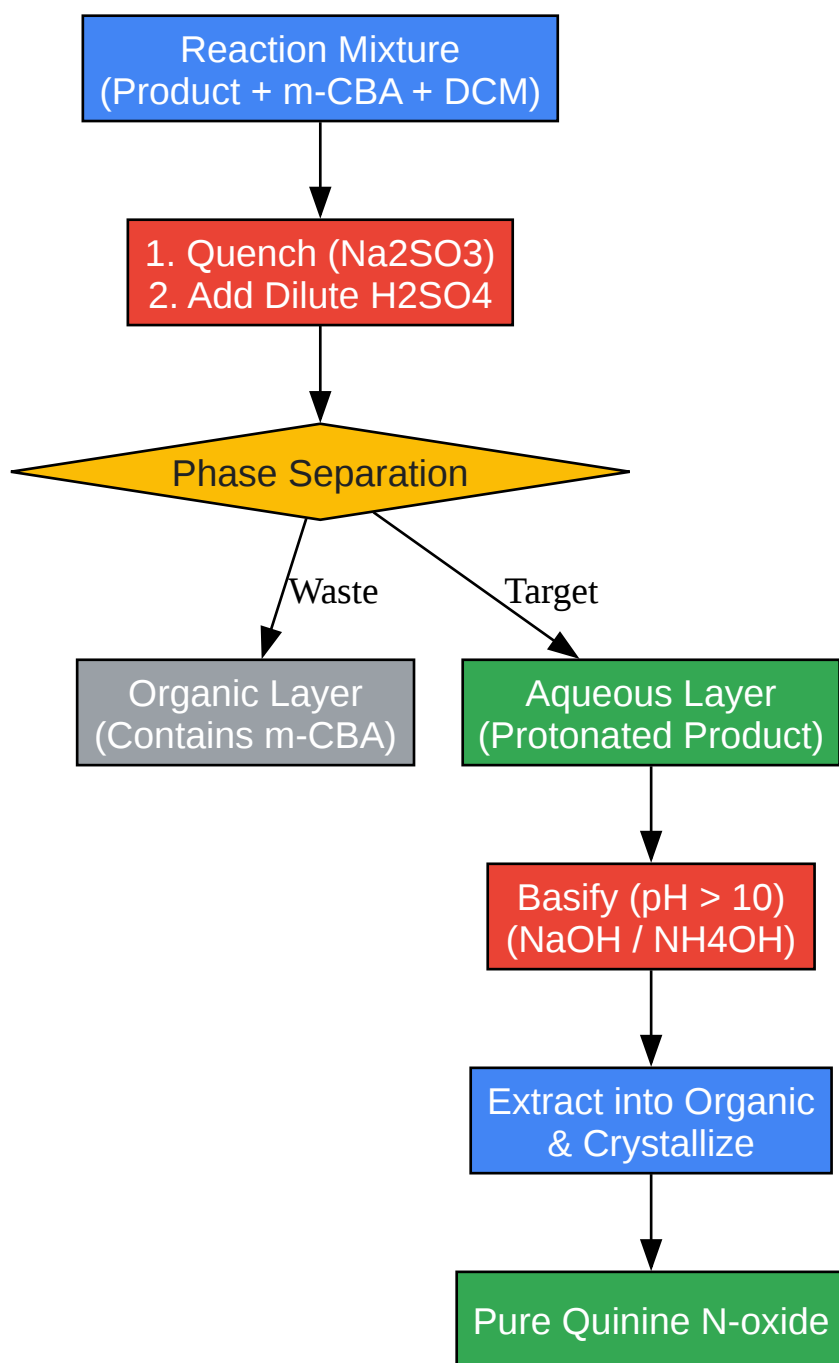 Reaction Mixture
(Product + m-CBA + DCM)
1. Quench (Na2SO3)
2. Add Dilute H2SO4
Phase Separation
Waste
Target
Organic Layer
(Contains m-CBA)
Aqueous Layer
(Protonated Product)
Basify (pH > 10)
(NaOH / NH4OH)
Extract into Organic
& Crystallize
Pure Quinine N-oxide